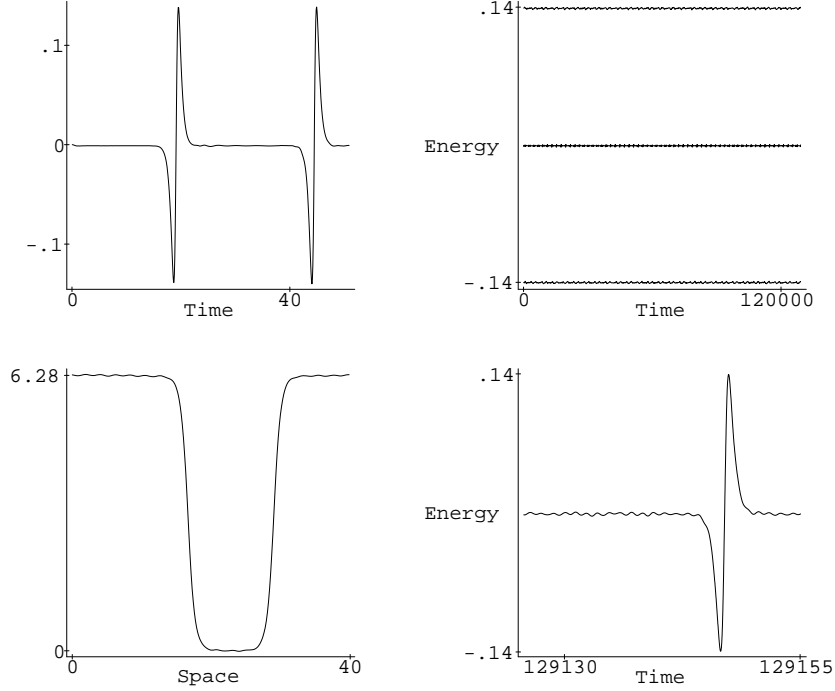 .1
0
-.1
0
40
Time
.14
Energy
-.14
0
120000
Time
6.28
0
0
40
Space
.14
Energy
-.14
129130
129155
Time